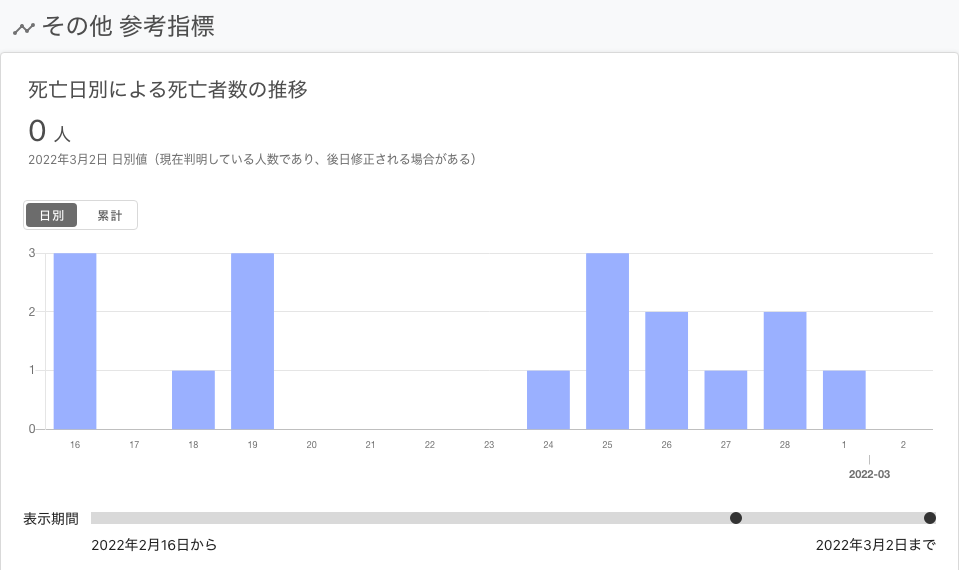 その他 参考指標
死亡日別による死亡者数の推移
0 人
2022年3月2日 日別値（現在判明している人数であり、後日修正される場合がある）
日別 累計
3
2
1
0
16 17 18 19 20 21 22 23 24 25 26 27 28 1 2
2022-03
表示期間
2022年2月16日から 2022年3月2日まで